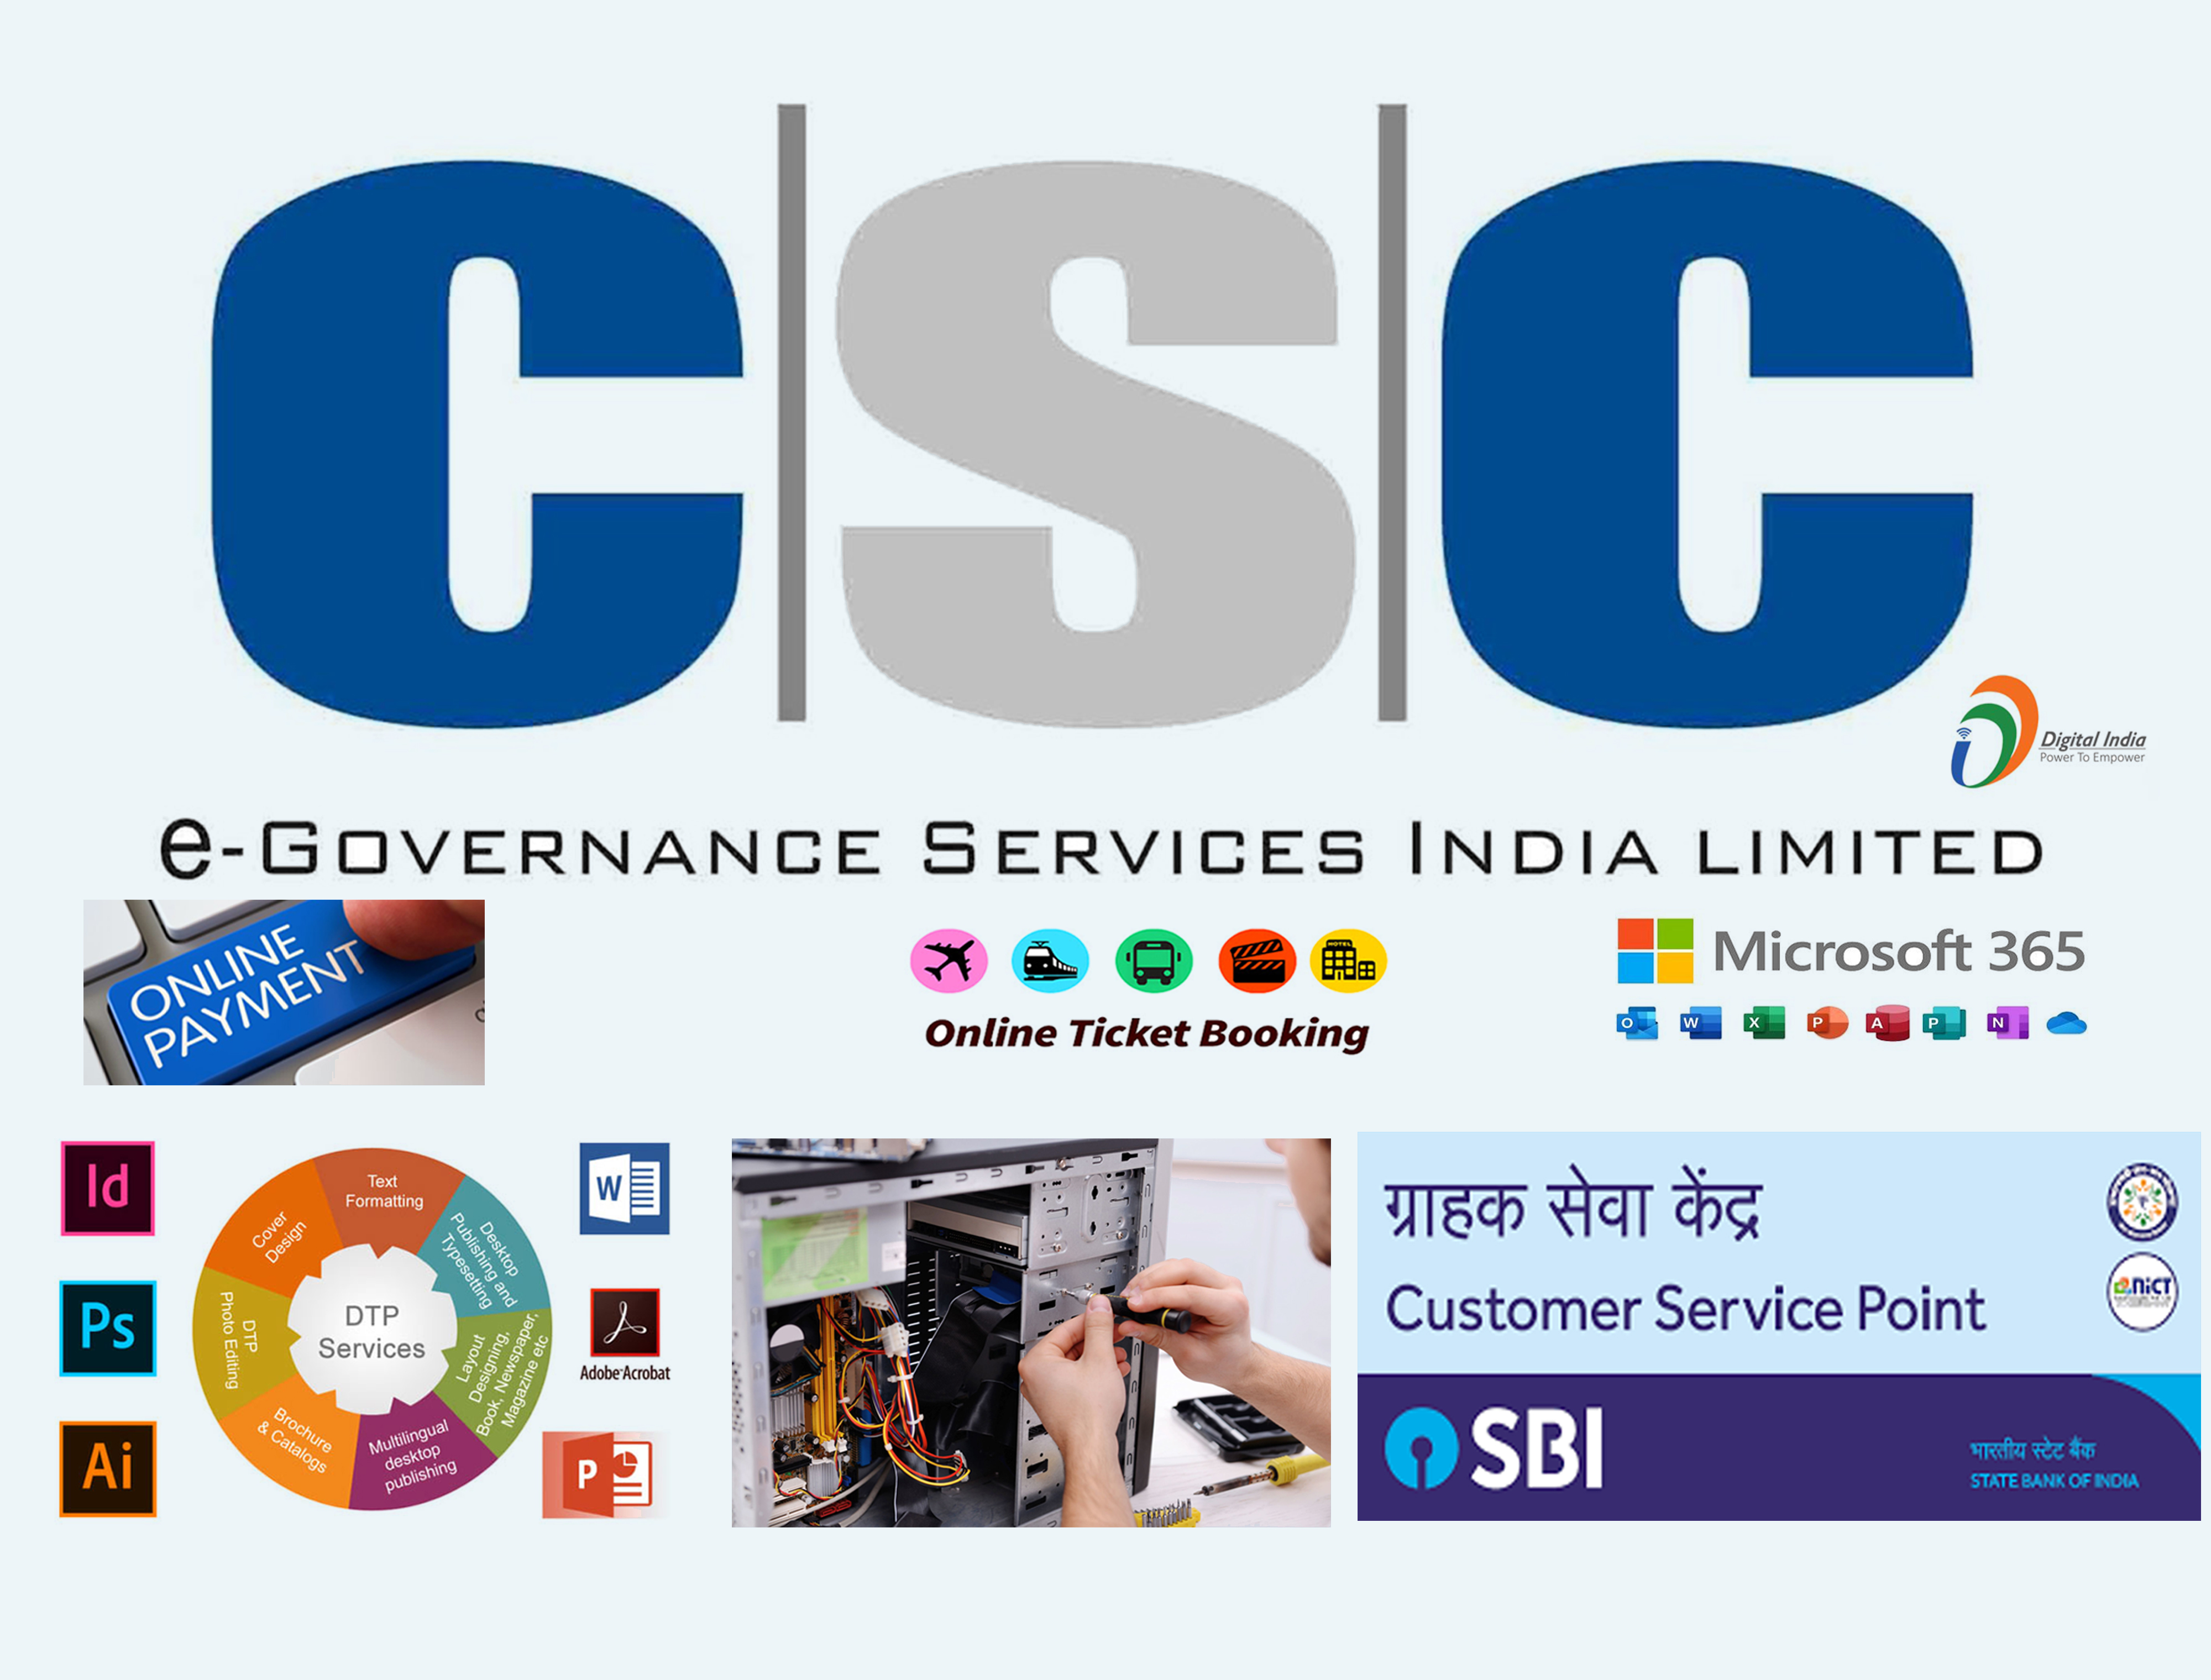 CSC
Digital India
Power To Empower
e-Governance Services India Limited
ONLINE
PAYMENT
HOTEL
Online Ticket Booking
Microsoft 365
O W X P A P N
Id
Ps
Ai
Text
Formatting
Desktop
Publishing and
Typesetting
Layout
Designing,
Book, Newspaper,
Magazine etc
Multilingual
desktop
publishing
Brochure
& Catalogs
DTP
Photo Editing
Cover
Design
DTP
Services
W
Adobe Acrobat
P
ग्राहक सेवा केंद्र
Customer Service Point
NICT
SBI
भारतीय स्टेट बैंक
STATE BANK OF INDIA